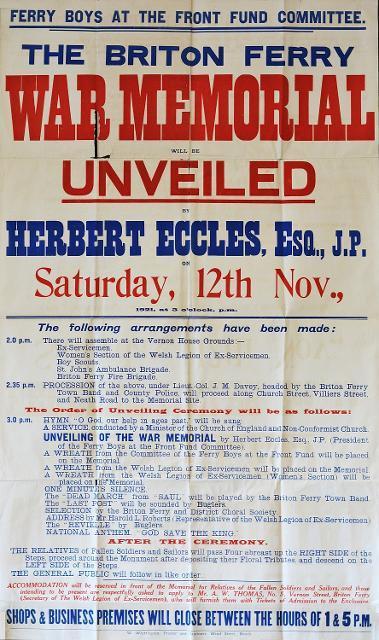 FERRY BOYS AT THE FRONT FUND COMMITTEE.
THE BRITON FERRY
WAR MEMORIAL
WILL BE
UNVEILED
BY
HERBERT ECCLES, ESQ., J.P.
ON
Saturday, 12th Nov.,
1921, at 3 o'clock, p.m.
The following arrangements have been made:
2.0 p.m. There will assemble at the Vernon House Grounds:—
Ex-Servicemen.
Women's Section of the Welsh Legion of Ex-Servicemen.
Boy Scouts.
St. John's Ambulance Brigade.
Briton Ferry Fire Brigade.
2.35 p.m. PROCESSION of the above, under Lieut. Col. J. M. Davey, headed by the Briton Ferry
Town Band and County Police, will proceed along Church Street, Villiers Street,
and Neath Road to the Memorial Site.
The Order of Unveiling Ceremony will be as follows:
3.0 p.m. HYMN, "O God, our help in ages past," will be sung.
A SERVICE, conducted by a Minister of the Church of England and Non-Conformist Church.
UNVEILING OF THE WAR MEMORIAL by Herbert Eccles, Esq., J.P. (President
of the Ferry Boys at the Front Fund Committee).
A WREATH from the Committee of the Ferry Boys at the Front Fund will be placed
on the Memorial.
A WREATH from the Welsh Legion of Ex-Servicemen will be placed on the Memorial.
A WREATH from the Welsh Legion of Ex-Servicemen (Women's Section) will be
placed on the Memorial.
ONE MINUTE'S SILENCE.
The "DEAD MARCH" from "SAUL" will be played by the Briton Ferry Town Band.
The "LAST POST" will be sounded by Buglers.
SELECTION by the Briton Ferry and District Choral Society.
ADDRESS by Mr. Harold L. Roberts (Representative of the Welsh Legion of Ex-Servicemen)
The "REVEILLE" by Buglers.
NATIONAL ANTHEM, "GOD SAVE THE KING."
AFTER THE CEREMONY.
THE RELATIVES of Fallen Soldiers and Sailors will pass Four abreast up the RIGHT SIDE of the
Steps, proceed around the Monument after depositing their Floral Tributes, and descend on the
LEFT SIDE of the Steps.
THE GENERAL PUBLIC will follow in like order.
ACCOMMODATION will be reserved in front of the Memorial for Relatives of the Fallen Soldiers and Sailors, and those
intending to be present are respectfully asked to apply to Mr. A. W. THOMAS, No. 5, Vernon Street, Briton Ferry
(Secretary of The Welsh Legion of Ex-Servicemen), who will furnish them with Tickets of Admission to the Enclosure.
SHOPS & BUSINESS PREMISES WILL CLOSE BETWEEN THE HOURS OF 1 & 5 P.M.